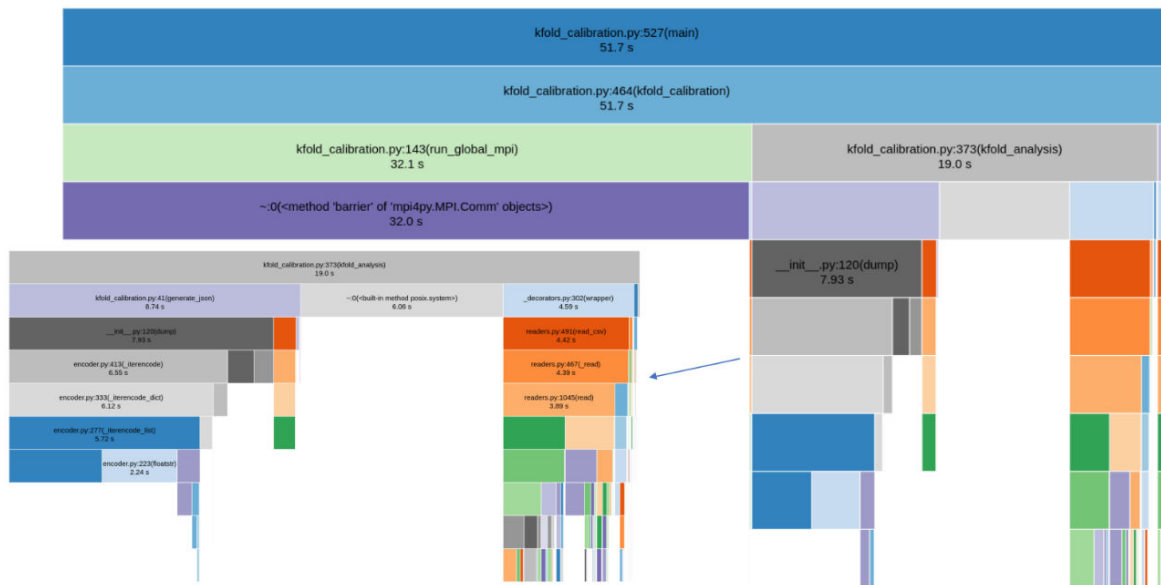 kfold_calibration.py:527(main)
51.7 s
kfold_calibration.py:464(kfold_calibration)
51.7 s
kfold_calibration.py:143(run_global_mpi)
32.1 s
kfold_calibration.py:373(kfold_analysis)
19.0 s
~:0(<method 'barrier' of 'mpi4py.MPI.Comm' objects>)
32.0 s
__init__.py:120(dump)
7.93 s
kfold_calibration.py:373(kfold_analysis)
19.0 s
kfold_calibration.py:41(generate_json)
8.74 s
~:0(<built-in method posix.system>)
6.06 s
_decorators.py:302(wrapper)
4.59 s
__init__.py:120(dump)
7.93 s
readers.py:491(read_csv)
4.42 s
encoder.py:413(_iterencode)
6.55 s
readers.py:467(_read)
4.39 s
encoder.py:333(_iterencode_dict)
6.12 s
readers.py:1045(read)
3.89 s
encoder.py:277(_iterencode_list)
5.72 s
encoder.py:223(floatstr)
2.24 s